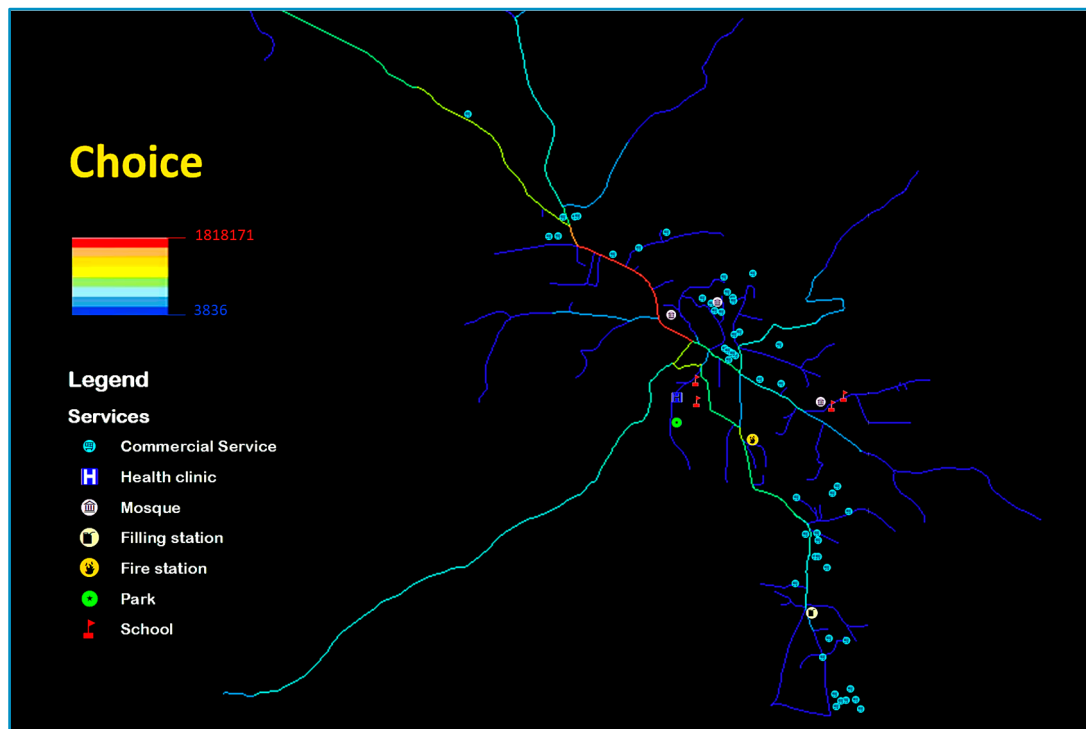 Choice
1818171
3836
Legend
Services
Commercial Service
Health clinic
Mosque
Filling station
Fire station
Park
School